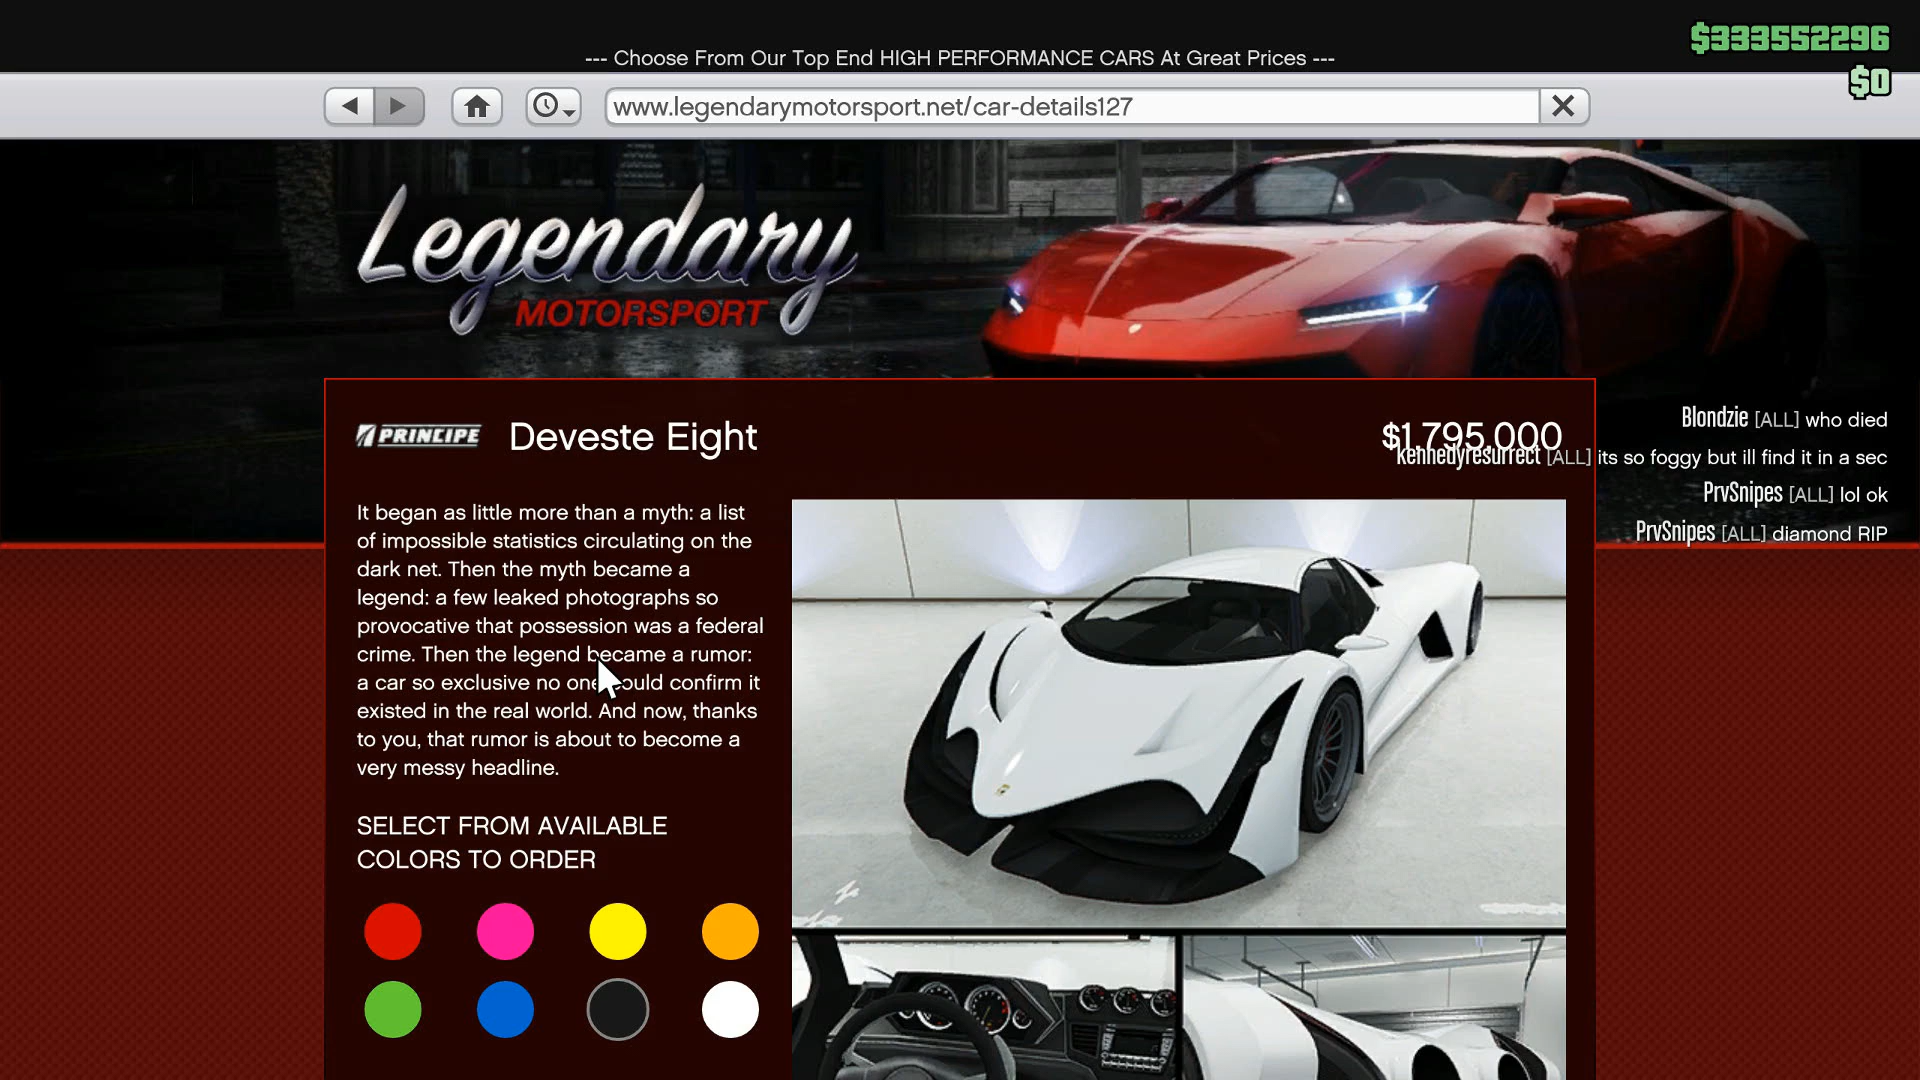 $333552296
--- Choose From Our Top End HIGH PERFORMANCE CARS At Great Prices ---
$0
www.legendarymotorsport.net/car-details127
Legendary
MOTORSPORT
PRINCIPE
Deveste Eight
$1,795,000
Blondzie [ALL] who died
kennedyresurrect [ALL] its so foggy but ill find it in a sec
PrvSnipes [ALL] lol ok
PrvSnipes [ALL] diamond RIP
It began as little more than a myth: a list
of impossible statistics circulating on the
dark net. Then the myth became a
legend: a few leaked photographs so
provocative that possession was a federal
crime. Then the legend became a rumor:
a car so exclusive no one could confirm it
existed in the real world. And now, thanks
to you, that rumor is about to become a
very messy headline.
SELECT FROM AVAILABLE
COLORS TO ORDER